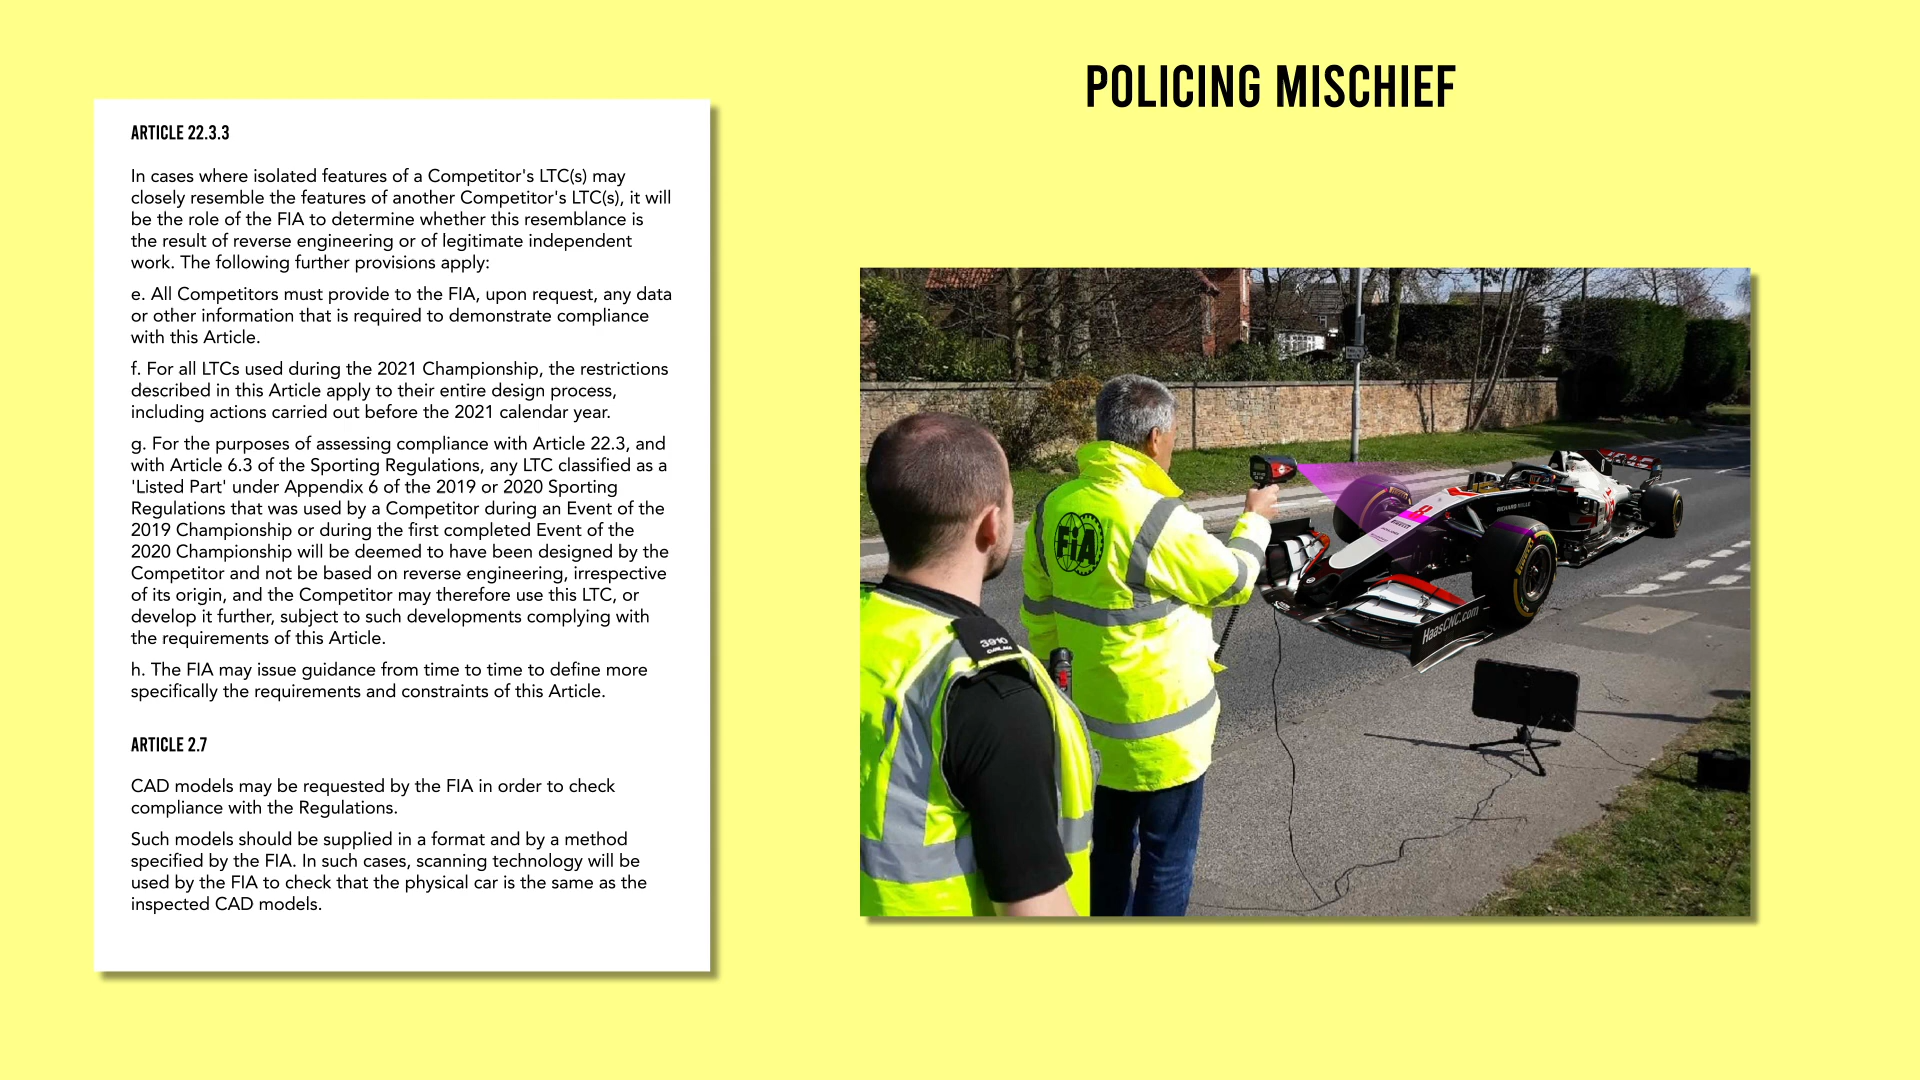 POLICING MISCHIEF
ARTICLE 22.3.3
In cases where isolated features of a Competitor's LTC(s) may
closely resemble the features of another Competitor's LTC(s), it will
be the role of the FIA to determine whether this resemblance is
the result of reverse engineering or of legitimate independent
work. The following further provisions apply:
e. All Competitors must provide to the FIA, upon request, any data
or other information that is required to demonstrate compliance
with this Article.
f. For all LTCs used during the 2021 Championship, the restrictions
described in this Article apply to their entire design process,
including actions carried out before the 2021 calendar year.
g. For the purposes of assessing compliance with Article 22.3, and
with Article 6.3 of the Sporting Regulations, any LTC classified as a
'Listed Part' under Appendix 6 of the 2019 or 2020 Sporting
Regulations that was used by a Competitor during an Event of the
2019 Championship or during the first completed Event of the
2020 Championship will be deemed to have been designed by the
Competitor and not be based on reverse engineering, irrespective
of its origin, and the Competitor may therefore use this LTC, or
develop it further, subject to such developments complying with
the requirements of this Article.
h. The FIA may issue guidance from time to time to define more
specifically the requirements and constraints of this Article.
ARTICLE 2.7
CAD models may be requested by the FIA in order to check
compliance with the Regulations.
Such models should be supplied in a format and by a method
specified by the FIA. In such cases, scanning technology will be
used by the FIA to check that the physical car is the same as the
inspected CAD models.
FIA
3910
8
RICHARD MILLE
HaasCNC.com